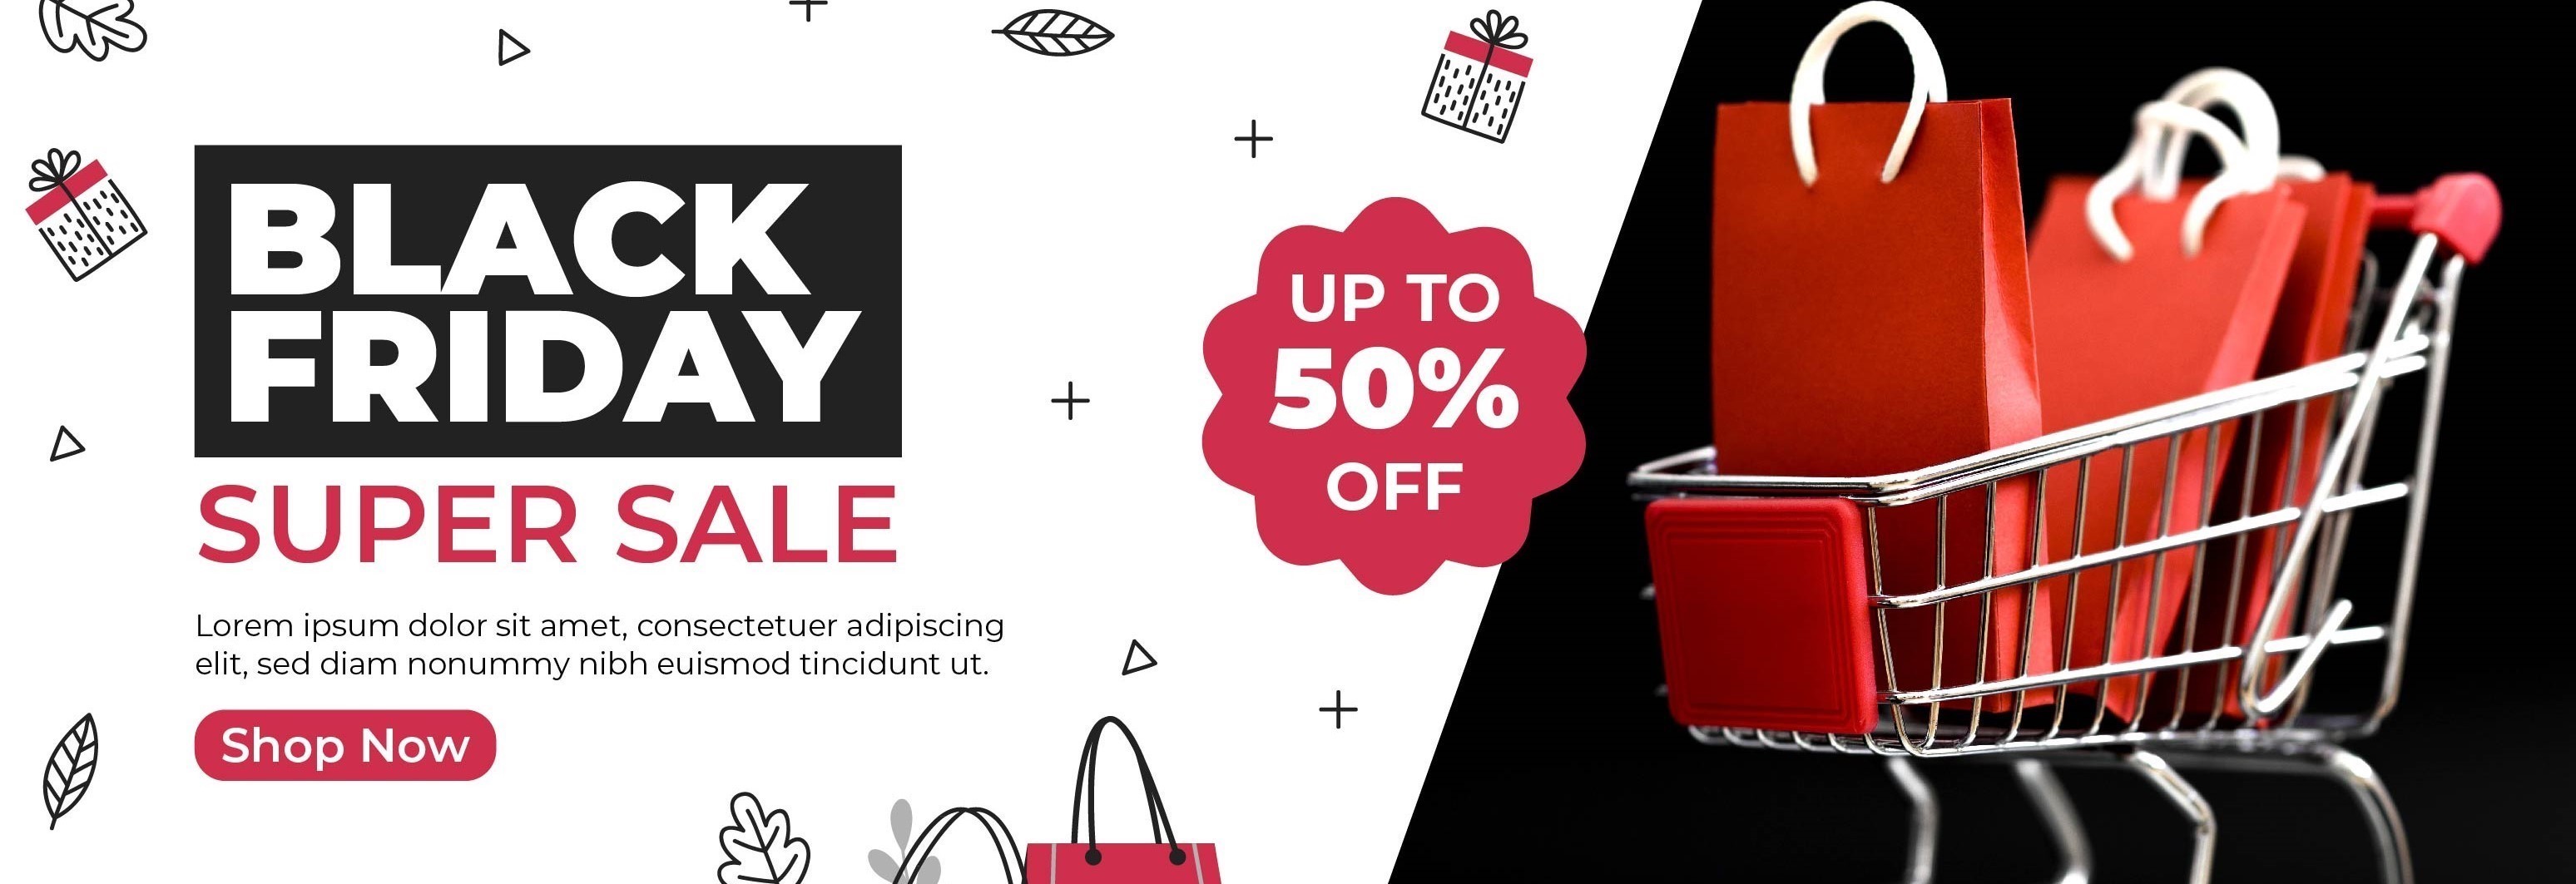 BLACK
FRIDAY
SUPER SALE
Lorem ipsum dolor sit amet, consectetuer adipiscing
elit, sed diam nonummy nibh euismod tincidunt ut.
Shop Now
UP TO
50%
OFF